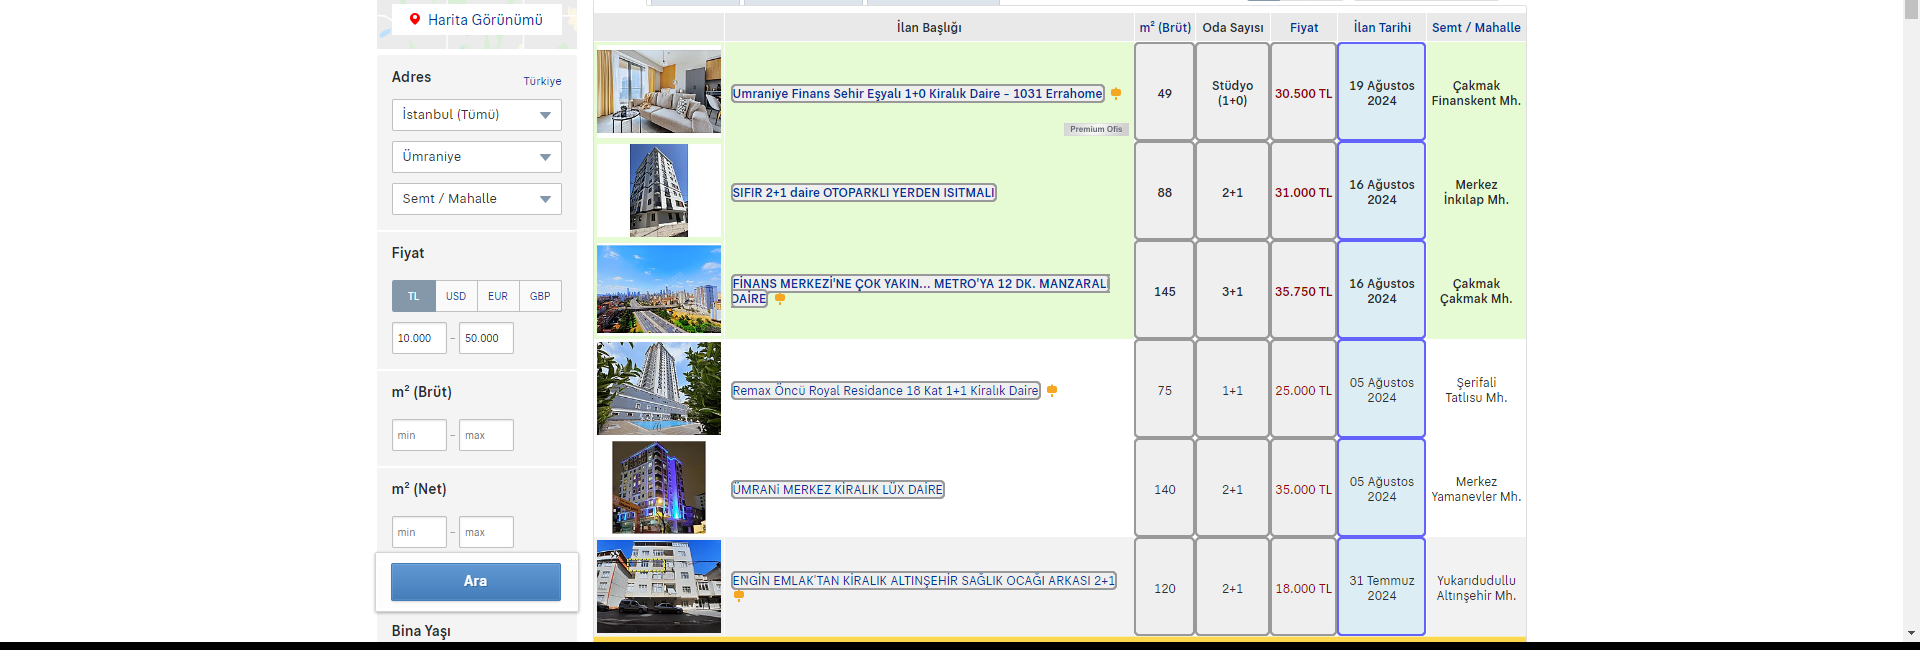 Harita Görünümü
Adres
Türkiye
İstanbul (Tümü)
Ümraniye
Semt / Mahalle
Fiyat
TL USD EUR GBP
10.000 - 50.000
m² (Brüt)
min - max
m² (Net)
min - max
Ara
Bina Yaşı
İlan Başlığı m² (Brüt) Oda Sayısı Fiyat İlan Tarihi Semt / Mahalle
Umraniye Finans Sehir Eşyalı 1+0 Kiralık Daire - 1031 Errahome
Premium Ofis
49
Stüdyo
(1+0)
30.500 TL
19 Ağustos
2024
Çakmak
Finanskent Mh.
SIFIR 2+1 daire OTOPARKLI YERDEN ISITMALI
88
2+1
31.000 TL
16 Ağustos
2024
Merkez
İnkılap Mh.
FİNANS MERKEZİ'NE ÇOK YAKIN... METRO'YA 12 DK. MANZARALI
DAİRE
145
3+1
35.750 TL
16 Ağustos
2024
Çakmak
Çakmak Mh.
Remax Öncü Royal Residance 18 Kat 1+1 Kiralık Daire
75
1+1
25.000 TL
05 Ağustos
2024
Şerifali
Tatlısu Mh.
ÜMRANi MERKEZ KİRALIK LÜX DAİRE
140
2+1
35.000 TL
05 Ağustos
2024
Merkez
Yamanevler Mh.
ENGİN EMLAK'TAN KİRALIK ALTINŞEHİR SAĞLIK OCAĞI ARKASI 2+1
120
2+1
18.000 TL
31 Temmuz
2024
Yukarıdudullu
Altınşehir Mh.